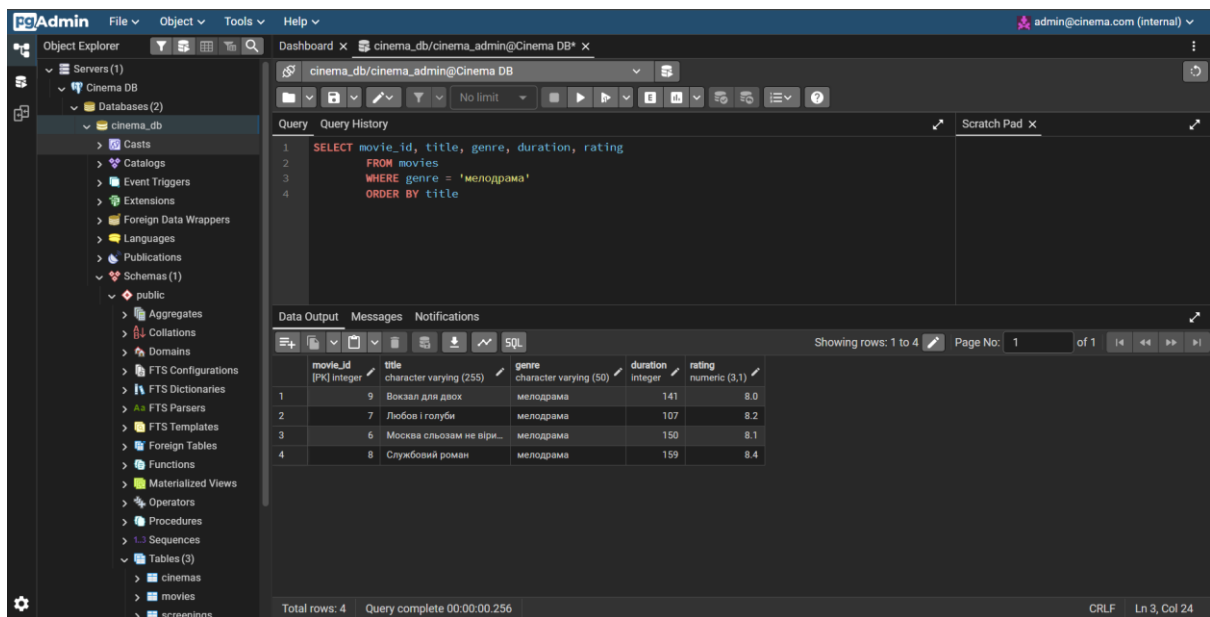 pgAdmin File Object Tools Help admin@cinema.com (internal)
Object Explorer
Servers (1)
Cinema DB
Databases (2)
cinema_db
Casts
Catalogs
Event Triggers
Extensions
Foreign Data Wrappers
Languages
Publications
Schemas (1)
public
Aggregates
Collations
Domains
FTS Configurations
FTS Dictionaries
FTS Parsers
FTS Templates
Foreign Tables
Functions
Materialized Views
Operators
Procedures
1..3 Sequences
Tables (3)
cinemas
movies
screenings
Dashboard cinema_db/cinema_admin@Cinema DB*
cinema_db/cinema_admin@Cinema DB
No limit E
Query Query History Scratch Pad
1 SELECT movie_id, title, genre, duration, rating
2 FROM movies
3 WHERE genre = 'мелодрама'
4 ORDER BY title
Data Output Messages Notifications
SQL Showing rows: 1 to 4 Page No: 1 of 1
movie_id title genre duration rating
[PK] integer character varying (255) character varying (50) integer numeric (3,1)
1 9 Вокзал для двох мелодрама 141 8.0
2 7 Любов і голуби мелодрама 107 8.2
3 6 Москва сльозам не віри... мелодрама 150 8.1
4 8 Службовий роман мелодрама 159 8.4
Total rows: 4 Query complete 00:00:00.256 CRLF Ln 3, Col 24